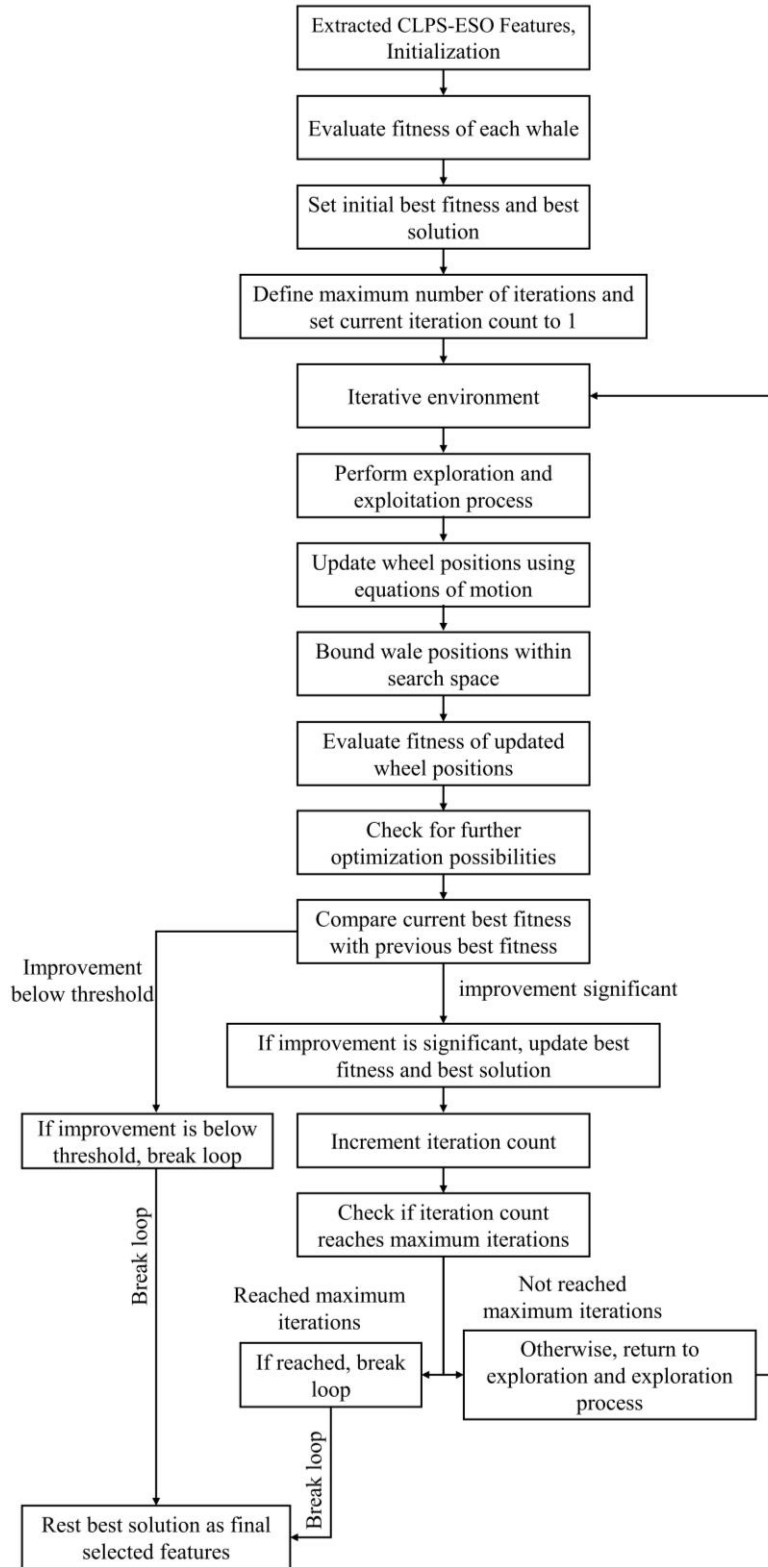 Extracted CLPS-ESO Features,
Initialization
Evaluate fitness of each whale
Set initial best fitness and best
solution
Define maximum number of iterations and
set current iteration count to 1
Iterative environment
Perform exploration and
exploitation process
Update wheel positions using
equations of motion
Bound wale positions within
search space
Evaluate fitness of updated
wheel positions
Check for further
optimization possibilities
Compare current best fitness
with previous best fitness
Improvement
below threshold
improvement significant
If improvement is significant, update best
fitness and best solution
If improvement is below
threshold, break loop
Increment iteration count
Check if iteration count
reaches maximum iterations
Break loop
Reached maximum
iterations
Not reached
maximum iterations
If reached, break
loop
Otherwise, return to
exploration and exploration
process
Break loop
Rest best solution as final
selected features